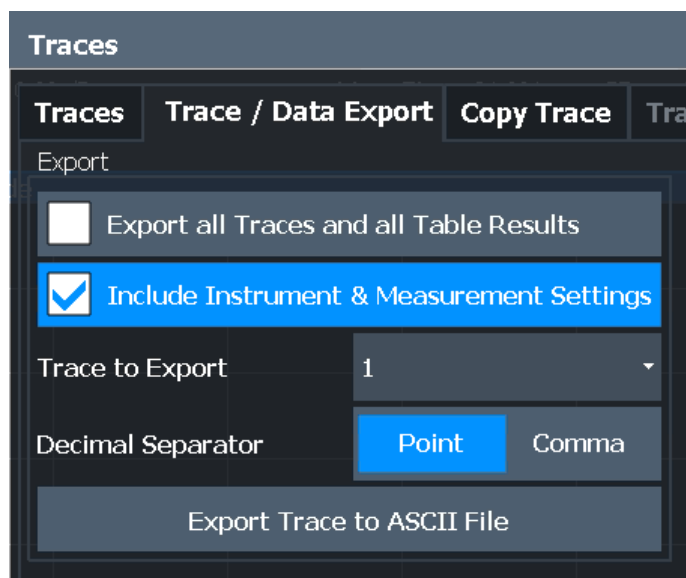 Traces
Traces Trace / Data Export Copy Trace Tra
Export
Export all Traces and all Table Results
Include Instrument & Measurement Settings
Trace to Export 1
Decimal Separator Point Comma
Export Trace to ASCII File